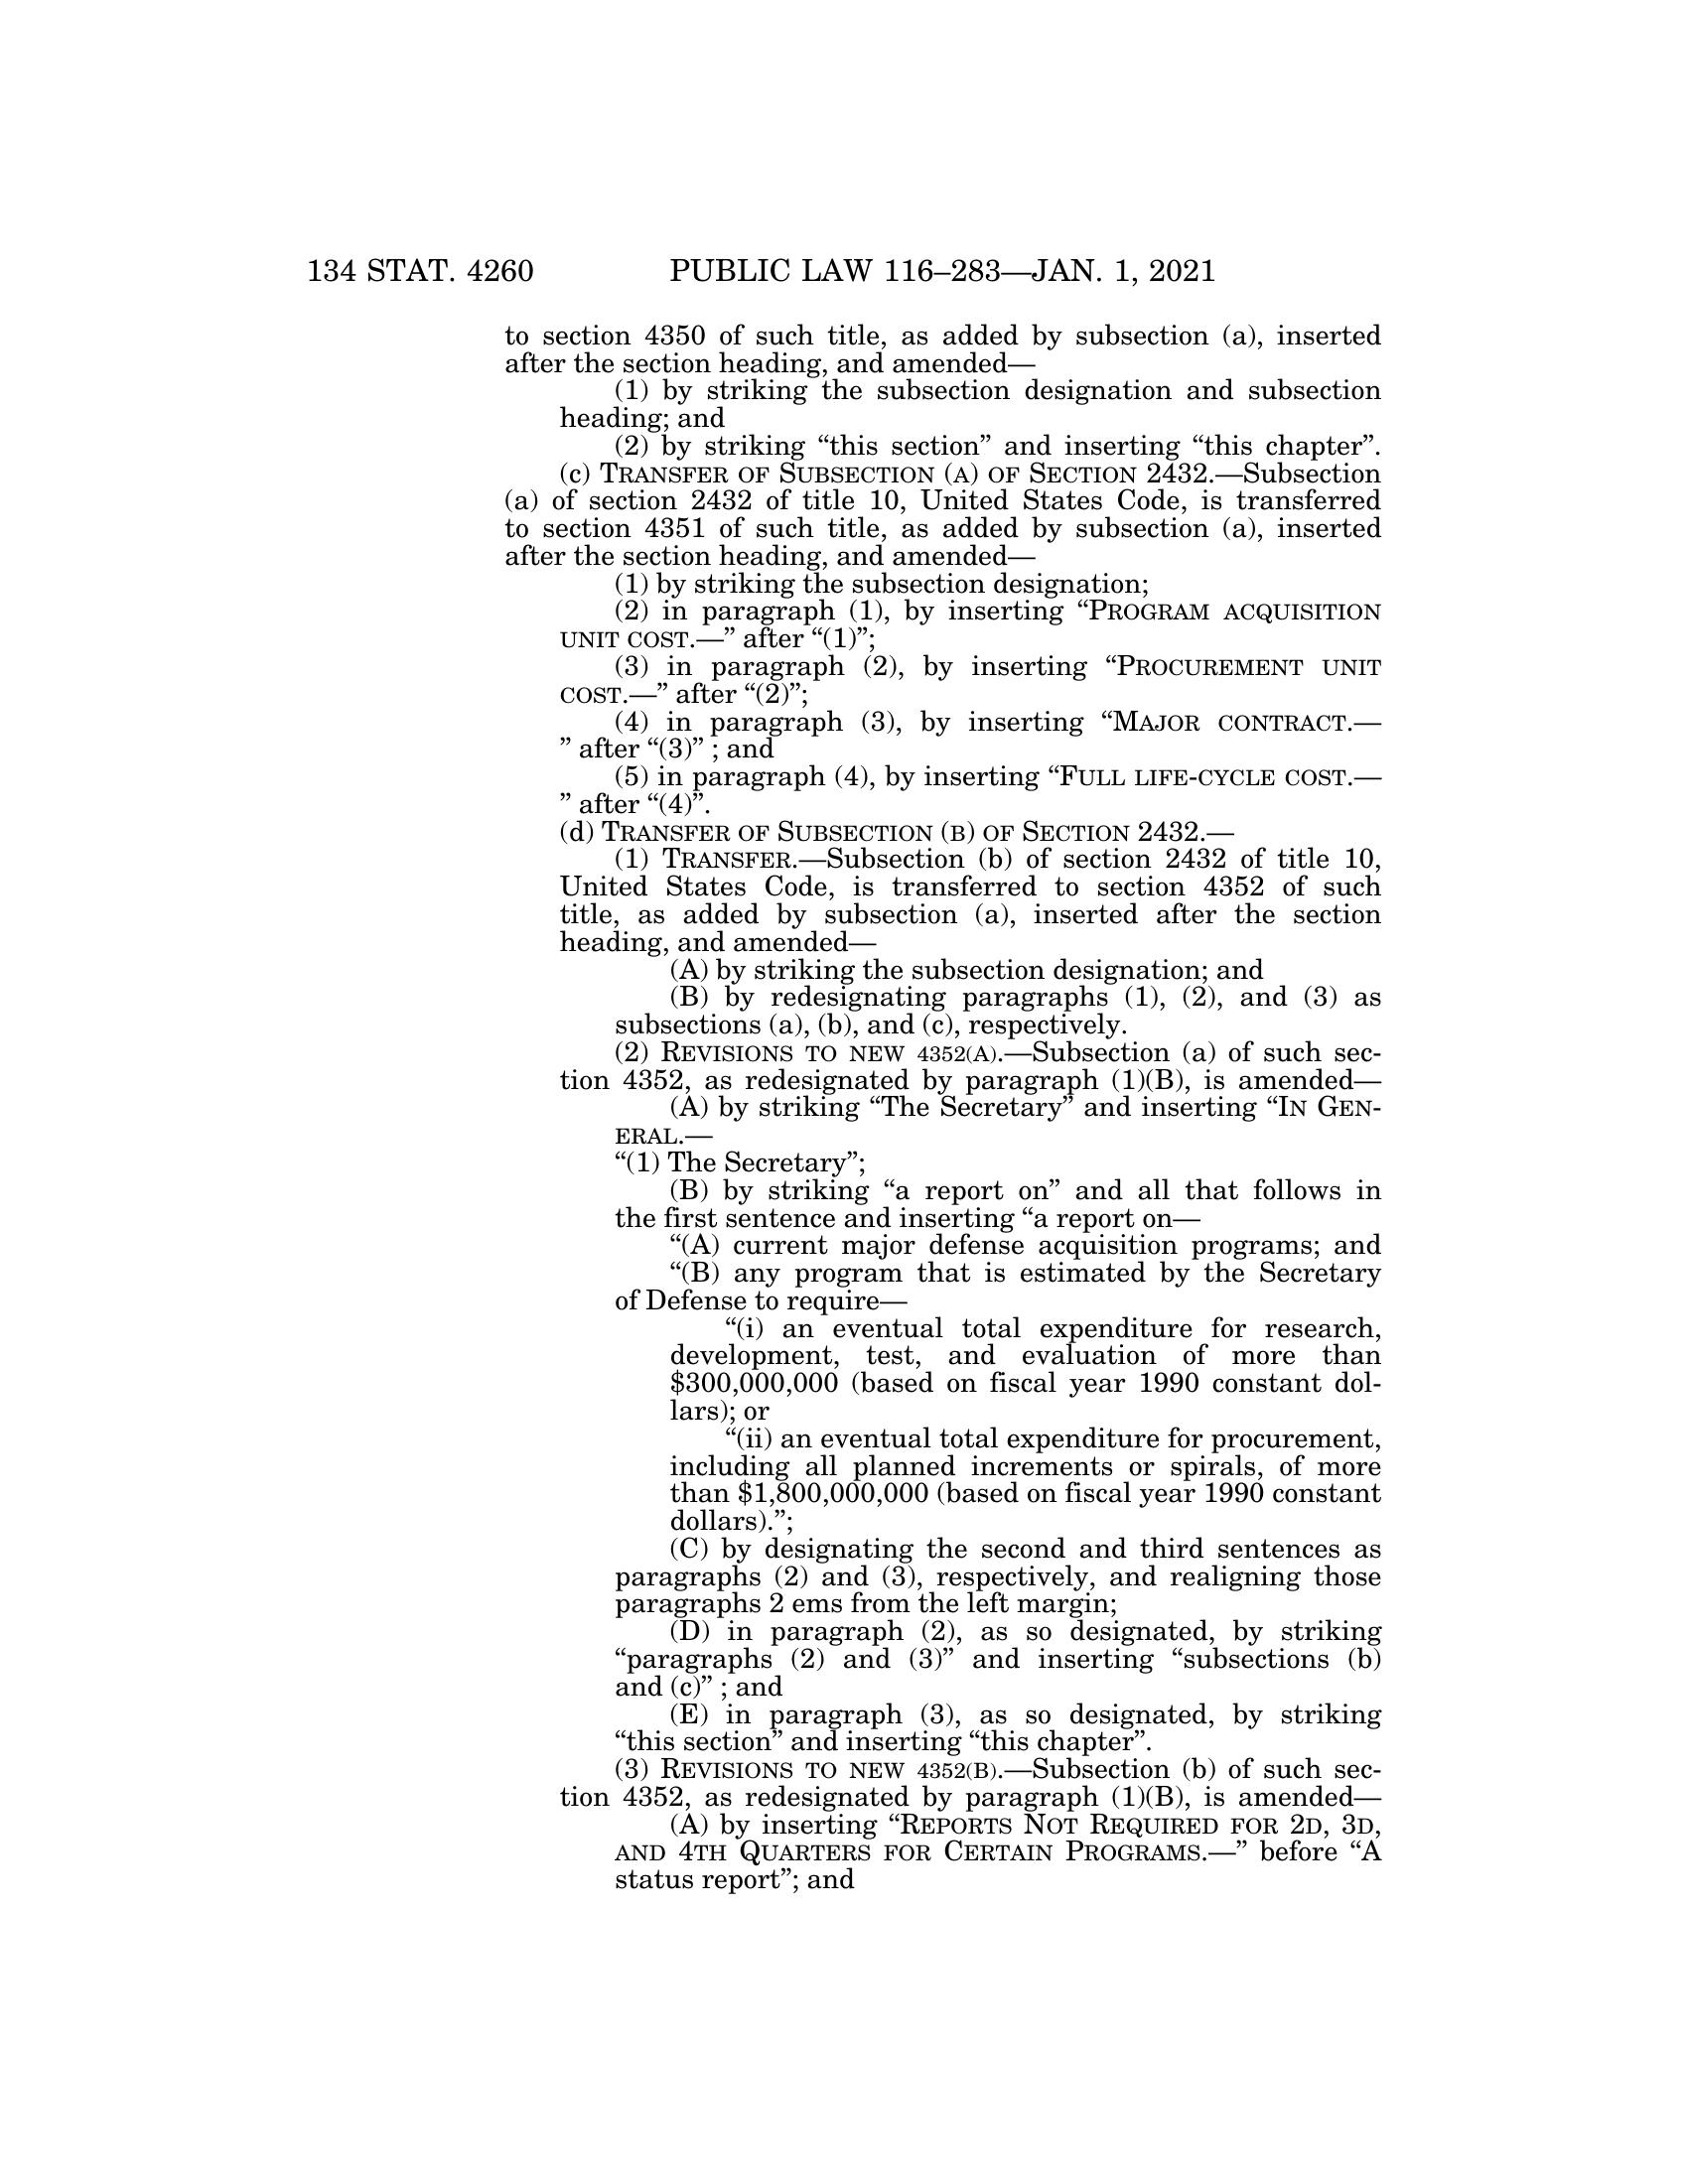 134 STAT. 4260 PUBLIC LAW 116–283—JAN. 1, 2021
to section 4350 of such title, as added by subsection (a), inserted
after the section heading, and amended—
(1) by striking the subsection designation and subsection
heading; and
(2) by striking “this section” and inserting “this chapter”.
(c) TRANSFER OF SUBSECTION (A) OF SECTION 2432.—Subsection
(a) of section 2432 of title 10, United States Code, is transferred
to section 4351 of such title, as added by subsection (a), inserted
after the section heading, and amended—
(1) by striking the subsection designation;
(2) in paragraph (1), by inserting “PROGRAM ACQUISITION
UNIT COST.—” after “(1)”;
(3) in paragraph (2), by inserting “PROCUREMENT UNIT
COST.—” after “(2)”;
(4) in paragraph (3), by inserting “MAJOR CONTRACT.—
” after “(3)” ; and
(5) in paragraph (4), by inserting “FULL LIFE-CYCLE COST.—
” after “(4)”.
(d) TRANSFER OF SUBSECTION (B) OF SECTION 2432.—
(1) TRANSFER.—Subsection (b) of section 2432 of title 10,
United States Code, is transferred to section 4352 of such
title, as added by subsection (a), inserted after the section
heading, and amended—
(A) by striking the subsection designation; and
(B) by redesignating paragraphs (1), (2), and (3) as
subsections (a), (b), and (c), respectively.
(2) REVISIONS TO NEW 4352(A).—Subsection (a) of such sec-
tion 4352, as redesignated by paragraph (1)(B), is amended—
(A) by striking “The Secretary” and inserting “IN GEN-
ERAL.—
“(1) The Secretary”;
(B) by striking “a report on” and all that follows in
the first sentence and inserting “a report on—
“(A) current major defense acquisition programs; and
“(B) any program that is estimated by the Secretary
of Defense to require—
“(i) an eventual total expenditure for research,
development, test, and evaluation of more than
$300,000,000 (based on fiscal year 1990 constant dol-
lars); or
“(ii) an eventual total expenditure for procurement,
including all planned increments or spirals, of more
than $1,800,000,000 (based on fiscal year 1990 constant
dollars).”;
(C) by designating the second and third sentences as
paragraphs (2) and (3), respectively, and realigning those
paragraphs 2 ems from the left margin;
(D) in paragraph (2), as so designated, by striking
“paragraphs (2) and (3)” and inserting “subsections (b)
and (c)” ; and
(E) in paragraph (3), as so designated, by striking
“this section” and inserting “this chapter”.
(3) REVISIONS TO NEW 4352(B).—Subsection (b) of such sec-
tion 4352, as redesignated by paragraph (1)(B), is amended—
(A) by inserting “REPORTS NOT REQUIRED FOR 2D, 3D,
AND 4TH QUARTERS FOR CERTAIN PROGRAMS.—” before “A
status report”; and